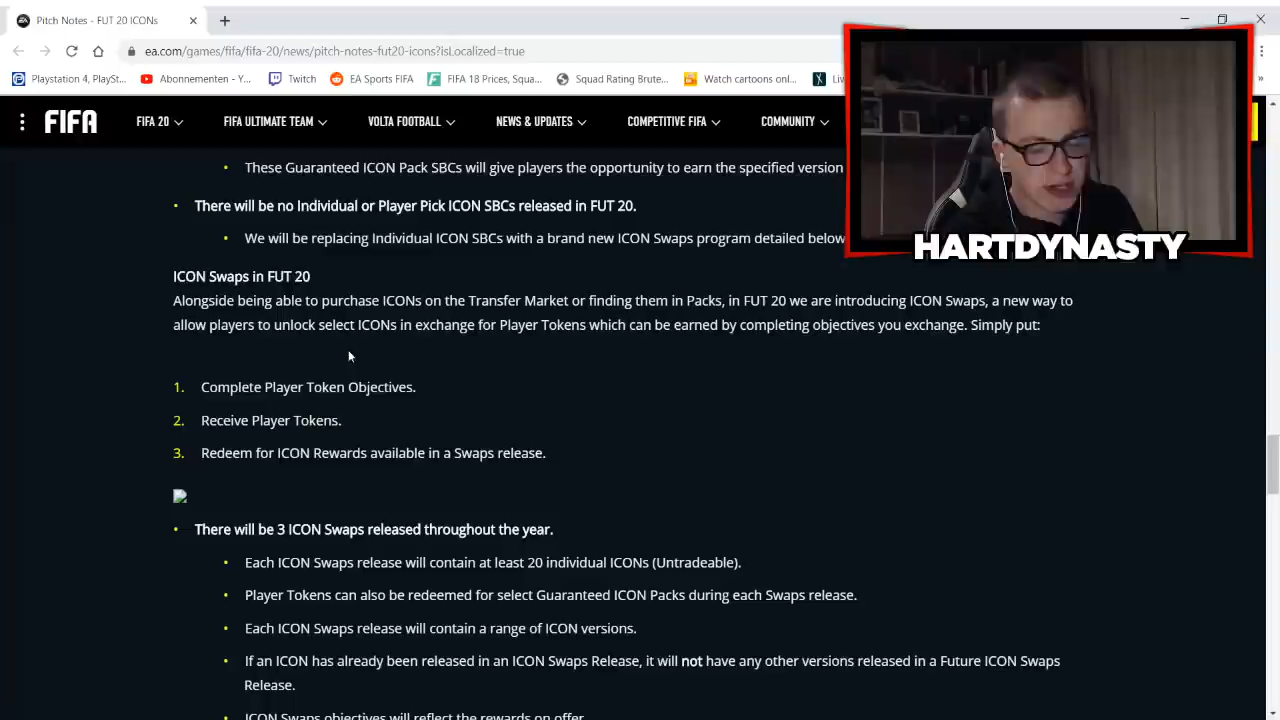 Pitch Notes - FUT 20 ICONs
ea.com/games/fifa/fifa-20/news/pitch-notes-fut20-icons?isLocalized=true
Playstation 4, PlaySt... Abonnementen - Y... Twitch EA Sports FIFA FIFA 18 Prices, Squa... Squad Rating Brute... Watch cartoons onl...
FIFA FIFA 20 FIFA ULTIMATE TEAM VOLTA FOOTBALL NEWS & UPDATES COMPETITIVE FIFA COMMUNITY
• These Guaranteed ICON Pack SBCs will give players the opportunity to earn the specified version
• There will be no Individual or Player Pick ICON SBCs released in FUT 20.
• We will be replacing Individual ICON SBCs with a brand new ICON Swaps program detailed below
HARTDYNASTY
ICON Swaps in FUT 20
Alongside being able to purchase ICONs on the Transfer Market or finding them in Packs, in FUT 20 we are introducing ICON Swaps, a new way to
allow players to unlock select ICONs in exchange for Player Tokens which can be earned by completing objectives you exchange. Simply put:
1. Complete Player Token Objectives.
2. Receive Player Tokens.
3. Redeem for ICON Rewards available in a Swaps release.
• There will be 3 ICON Swaps released throughout the year.
• Each ICON Swaps release will contain at least 20 individual ICONs (Untradeable).
• Player Tokens can also be redeemed for select Guaranteed ICON Packs during each Swaps release.
• Each ICON Swaps release will contain a range of ICON versions.
• If an ICON has already been released in an ICON Swaps Release, it will not have any other versions released in a Future ICON Swaps
Release.
• ICON Swaps objectives will reflect the rewards on offer.